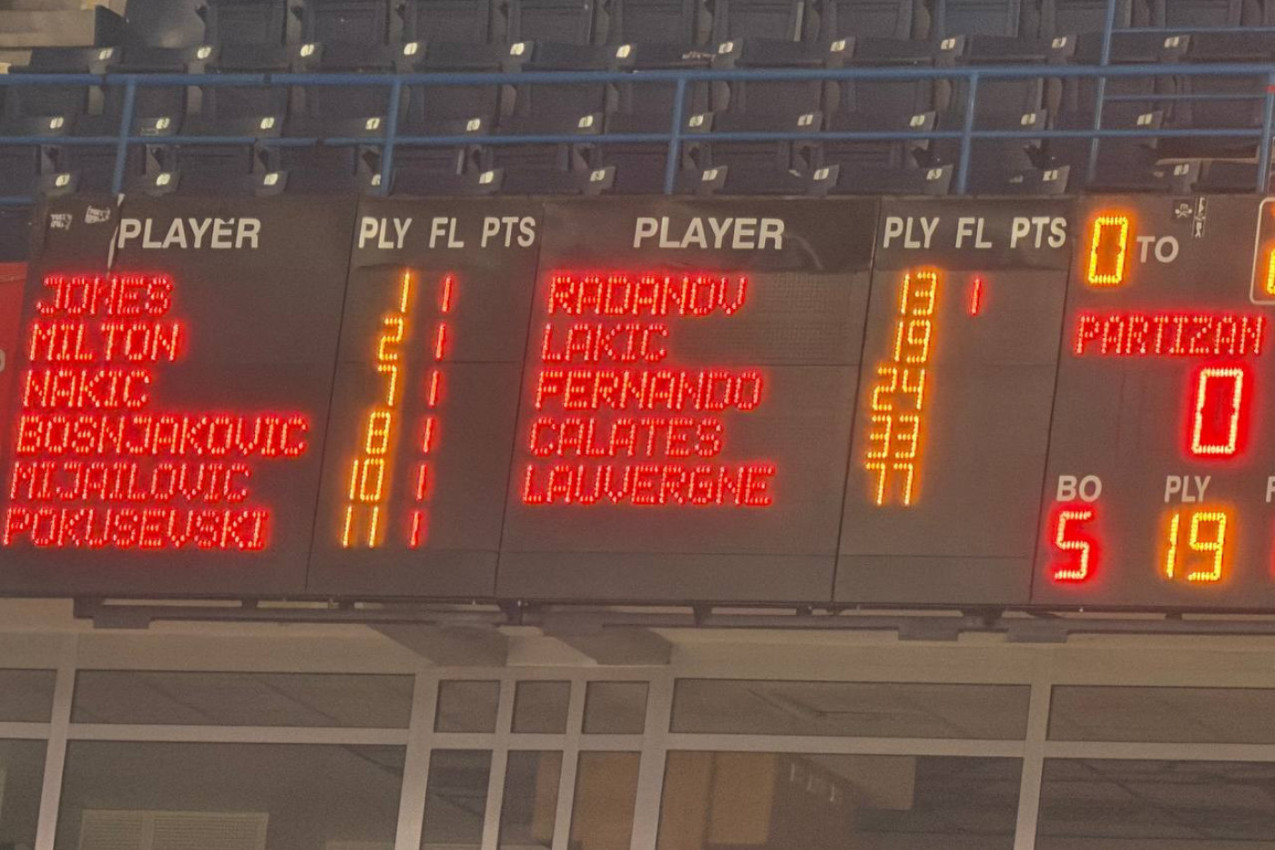 PLAYER PLY FL PTS PLAYER PLY FL PTS 0 TO
JONES 1 1 RADANOV 13 1
MILTON 2 1 LAKIC 19 PARTIZAN
NAKIC 7 1 FERNANDO 24 0
BOSNJAKOVIC 8 1 CALATES 33
MIJAILOVIC 10 1 LAUVERGNE 77 BO PLY
POKUSEVSKI 11 1 5 19